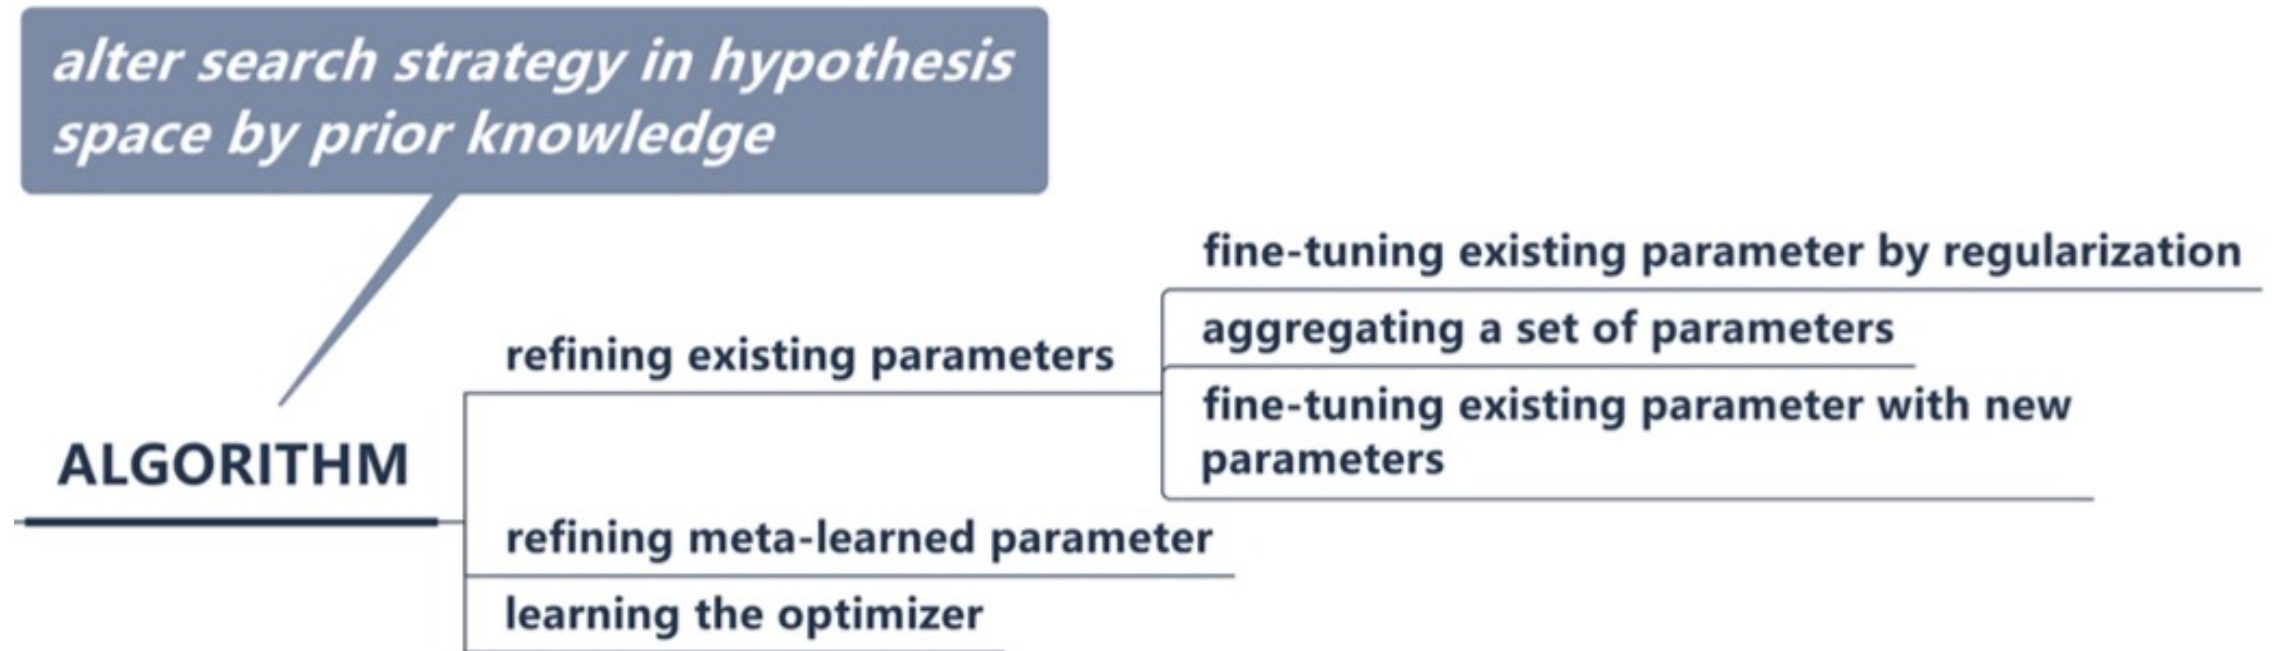 alter search strategy in hypothesis
space by prior knowledge
fine-tuning existing parameter by regularization
aggregating a set of parameters
refining existing parameters
fine-tuning existing parameter with new
parameters
ALGORITHM
refining meta-learned parameter
learning the optimizer